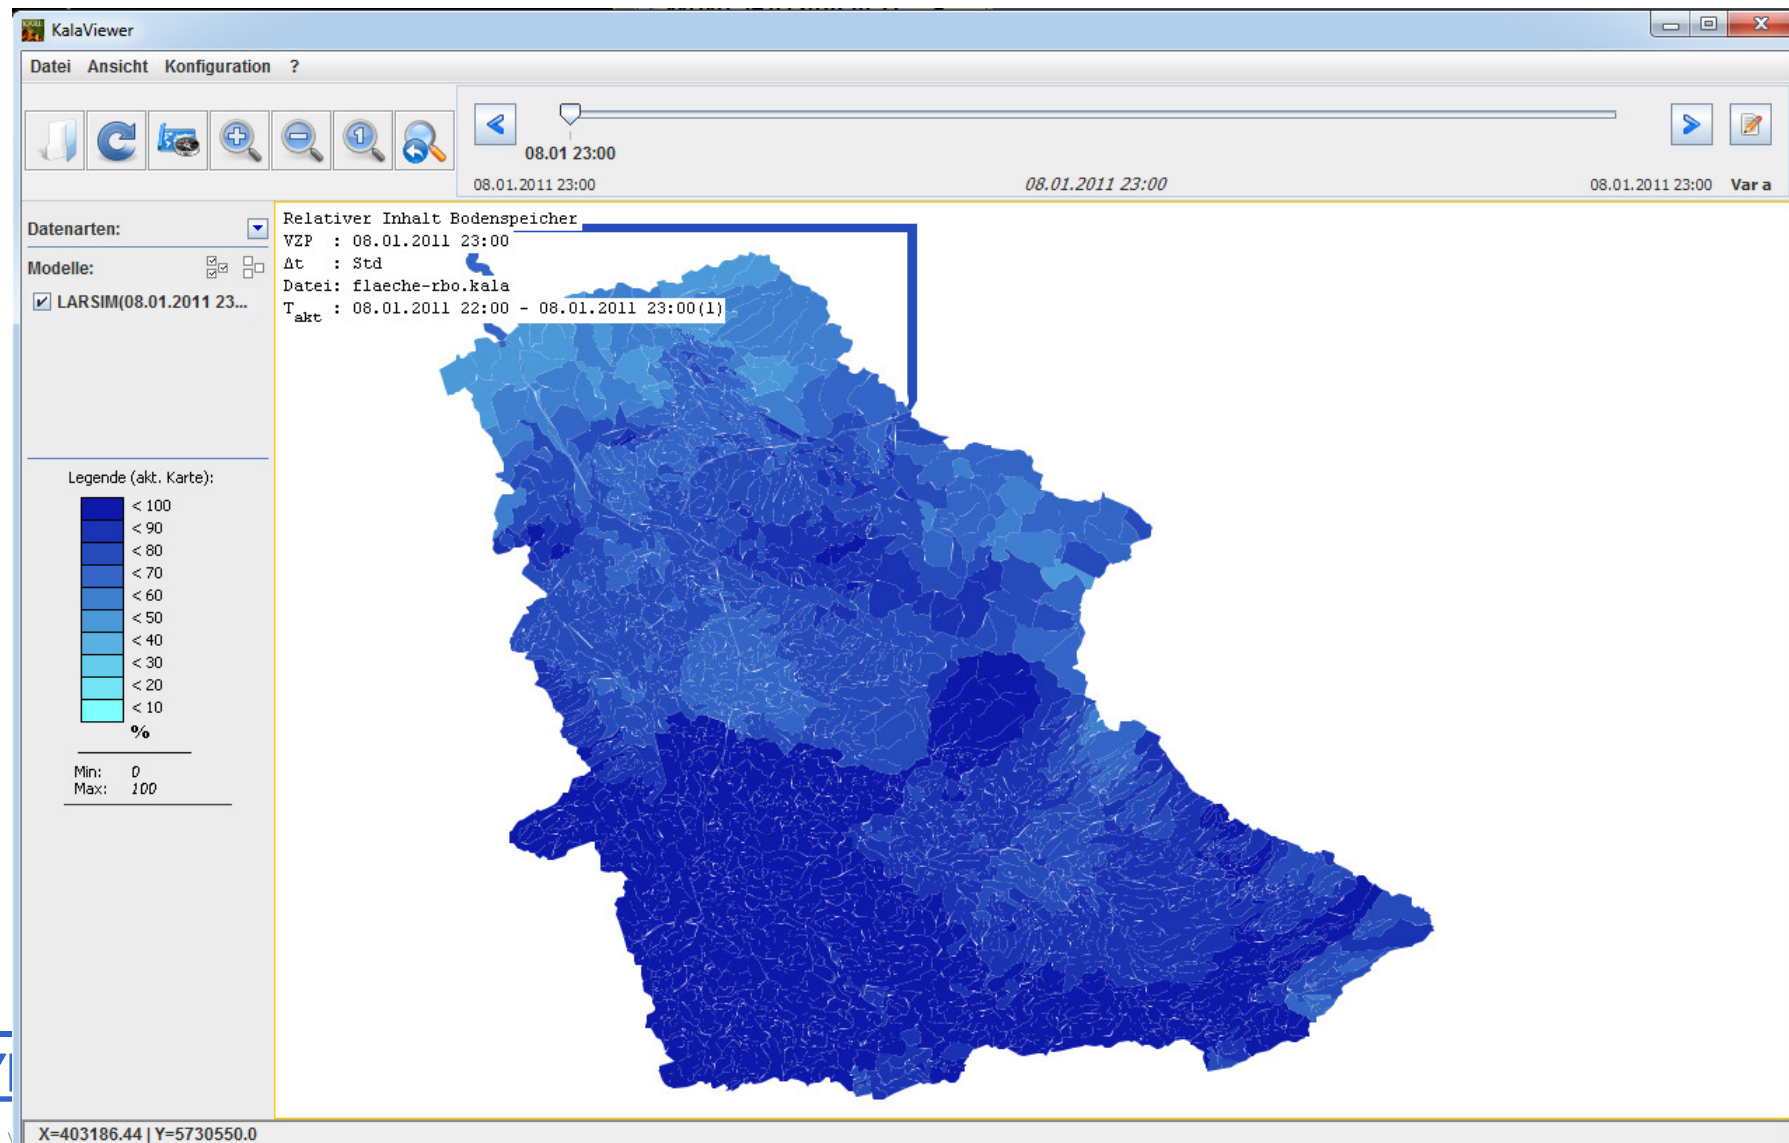 KalaViewer
Datei Ansicht Konfiguration ?
08.01 23:00
08.01.2011 23:00 08.01.2011 23:00 08.01.2011 23:00 Var a
Datenarten:
Modelle:
LARSIM(08.01.2011 23...
Relativer Inhalt Bodenspeicher
VZP : 08.01.2011 23:00
Δt : Std
Datei: flaeche-rbo.kala
Takt : 08.01.2011 22:00 - 08.01.2011 23:00(1)
Legende (akt. Karte):
< 100
< 90
< 80
< 70
< 60
< 50
< 40
< 30
< 20
< 10
%
Min: 0
Max: 100
X=403186.44 | Y=5730550.0